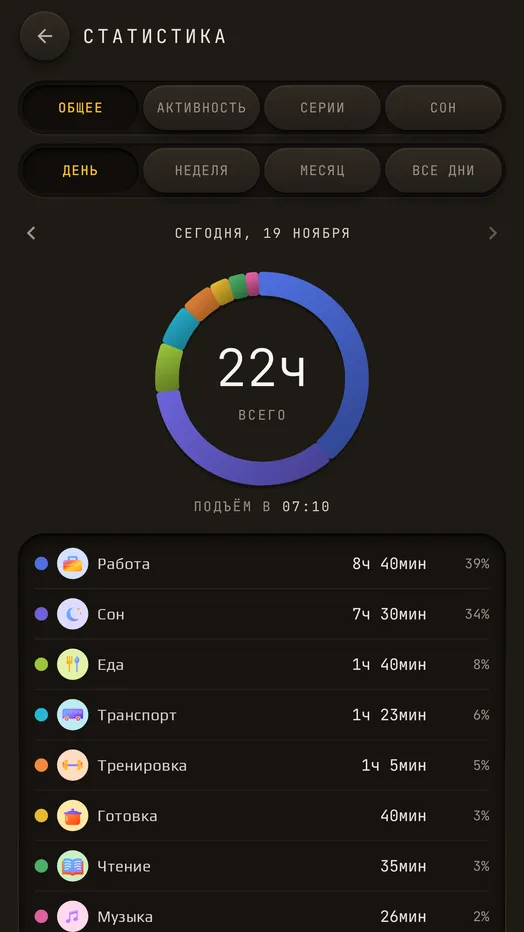 СТАТИСТИКА
ОБЩЕЕ АКТИВНОСТЬ СЕРИИ СОН
ДЕНЬ НЕДЕЛЯ МЕСЯЦ ВСЕ ДНИ
СЕГОДНЯ, 19 НОЯБРЯ
22ч
ВСЕГО
ПОДЪЁМ В 07:10
Работа 8ч 40мин 39%
Сон 7ч 30мин 34%
Еда 1ч 40мин 8%
Транспорт 1ч 23мин 6%
Тренировка 1ч 5мин 5%
Готовка 40мин 3%
Чтение 35мин 3%
Музыка 26мин 2%